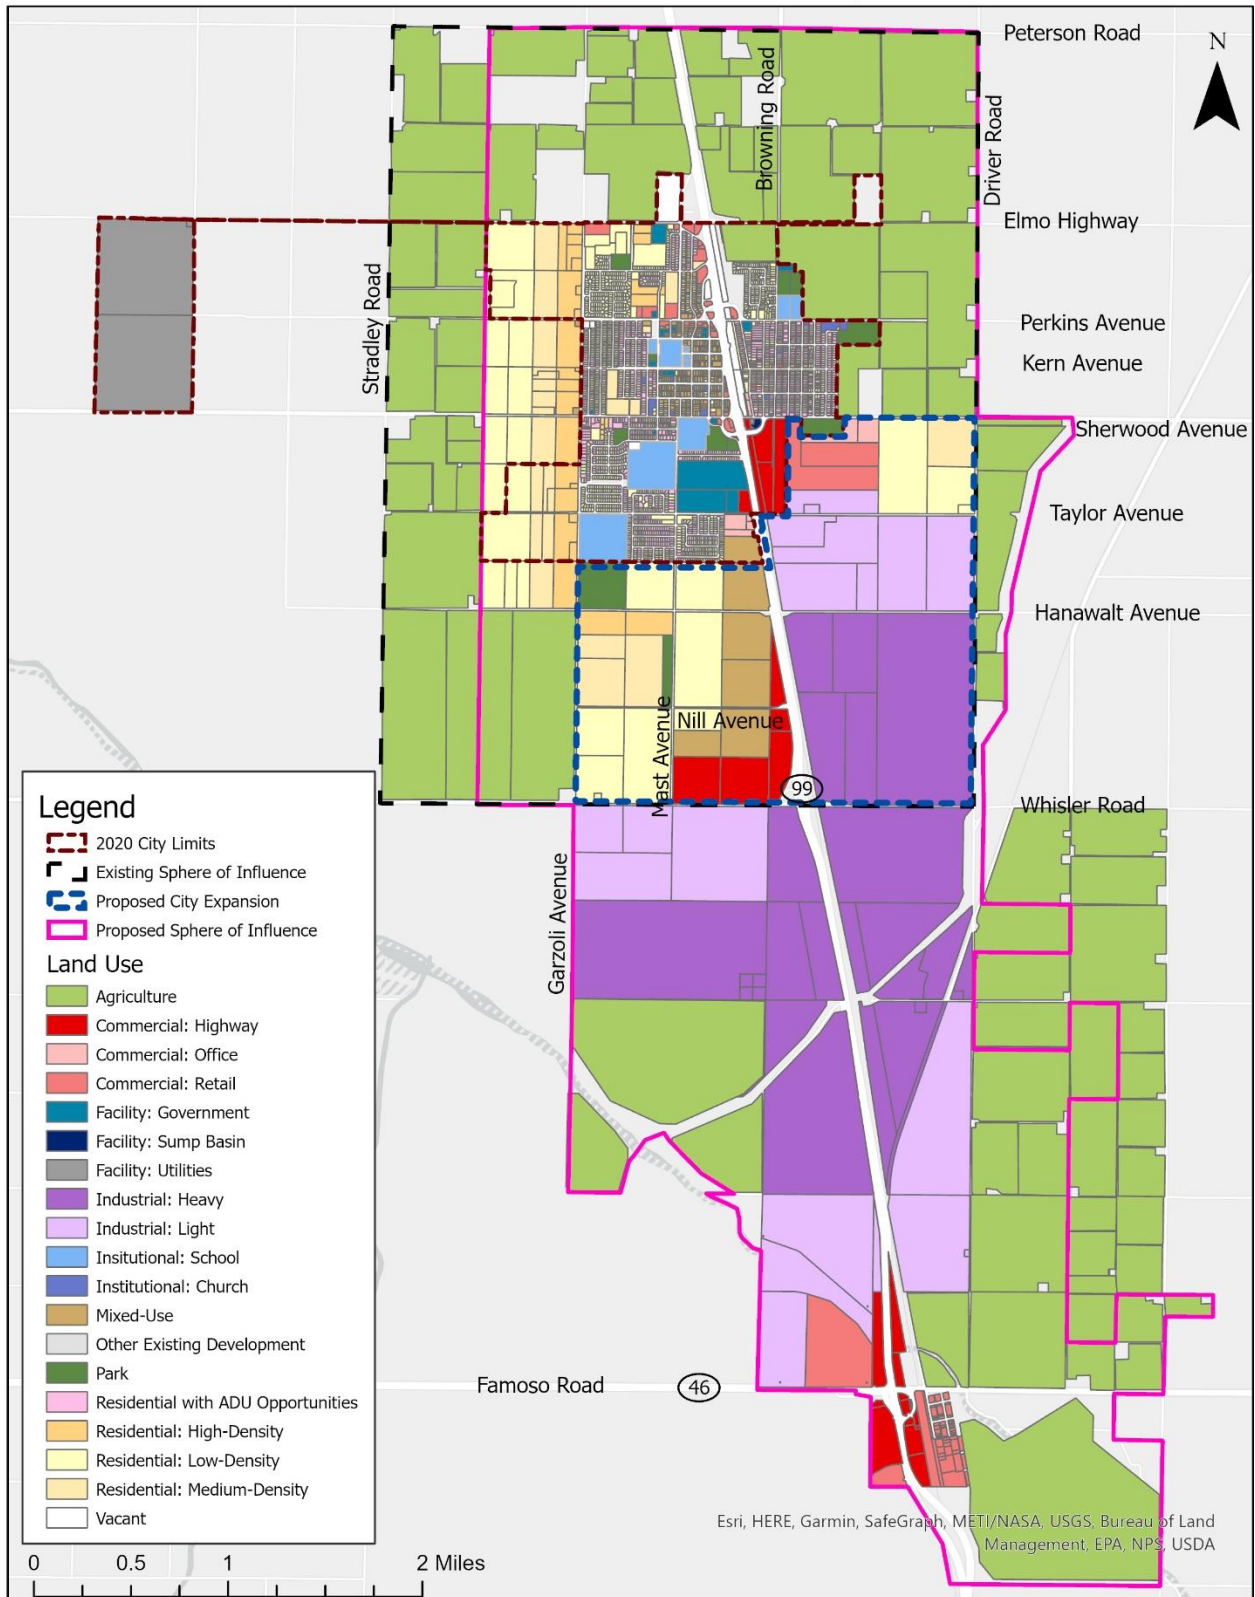 Peterson Road
N
Browning Road
Driver Road
Elmo Highway
Stradley Road
Perkins Avenue
Kern Avenue
Sherwood Avenue
Taylor Avenue
Hanawalt Avenue
Mast Avenue
Nill Avenue
99
Whisler Road
Garzoli Avenue
Legend
2020 City Limits
Existing Sphere of Influence
Proposed City Expansion
Proposed Sphere of Influence
Land Use
Agriculture
Commercial: Highway
Commercial: Office
Commercial: Retail
Facility: Government
Facility: Sump Basin
Facility: Utilities
Industrial: Heavy
Industrial: Light
Insitutional: School
Institutional: Church
Mixed-Use
Other Existing Development
Park
Residential with ADU Opportunities
Residential: High-Density
Residential: Low-Density
Residential: Medium-Density
Vacant
Famoso Road
46
Esri, HERE, Garmin, SafeGraph, METI/NASA, USGS, Bureau of Land
Management, EPA, NPS, USDA
0 0.5 1 2 Miles